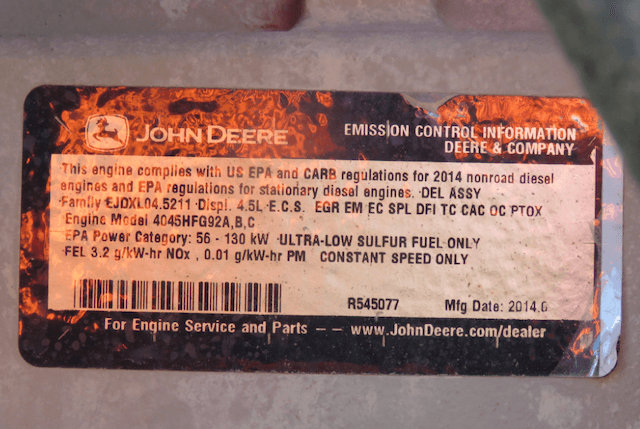 JOHN DEERE
EMISSION CONTROL INFORMATION
DEERE & COMPANY
This engine complies with US EPA and CARB regulations for 2014 nonroad diesel
engines and EPA regulations for stationary diesel engines. DEL ASSY
Family EJDXL04.5211 Displ. 4.5L E.C.S. EGR EM EC SPL DFI TC CAC OC PTOX
Engine Model 4045HFG92A,B,C
EPA Power Category: 56 - 130 kW ULTRA-LOW SULFUR FUEL ONLY
FEL 3.2 g/kW-hr NOx , 0.01 g/kW-hr PM CONSTANT SPEED ONLY
R545077 Mfg Date: 2014.0
For Engine Service and Parts -- www.JohnDeere.com/dealer